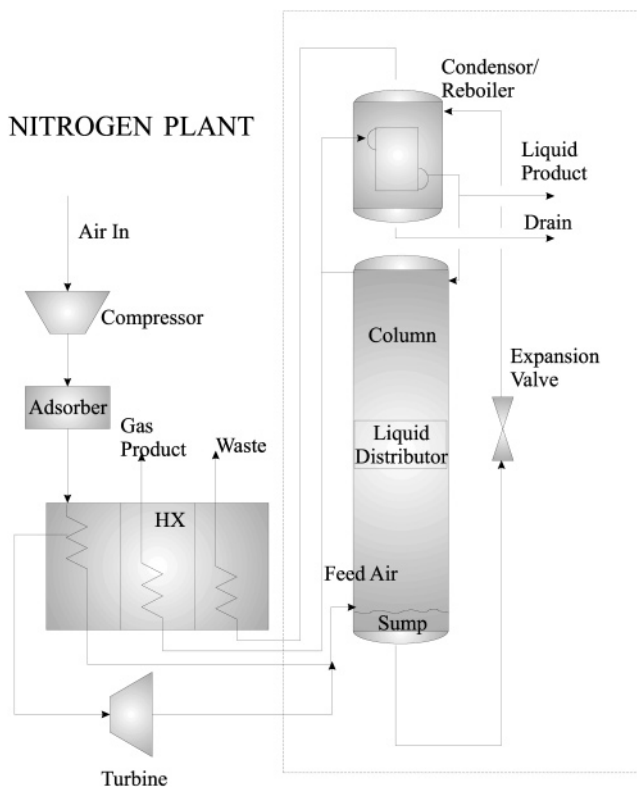 NITROGEN PLANT
Condensor/
Reboiler
Liquid
Product
Drain
Air In
Compressor
Column
Expansion
Valve
Adsorber
Gas
Product
Waste
Liquid
Distributor
HX
Feed Air
Sump
Turbine